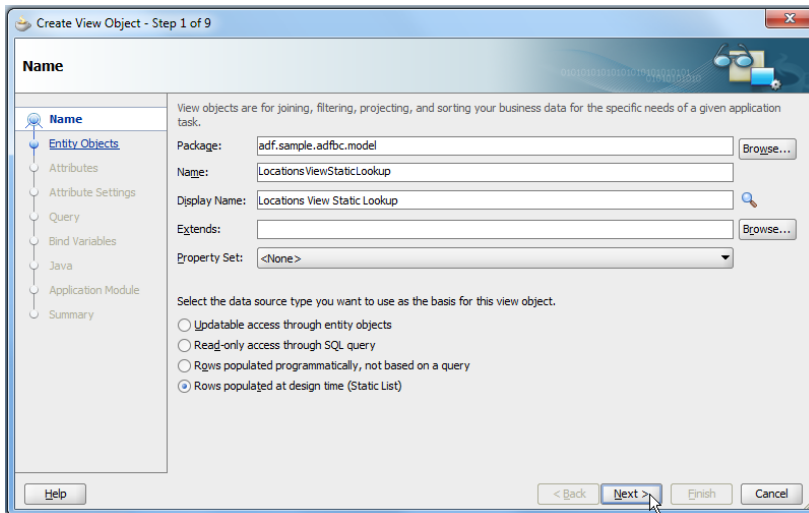 Create View Object - Step 1 of 9
Name
Name
Entity Objects
Attributes
Attribute Settings
Query
Bind Variables
Java
Application Module
Summary
View objects are for joining, filtering, projecting, and sorting your business data for the specific needs of a given application
task.
Package: adf.sample.adfbc.model Browse...
Name: LocationsViewStaticLookup
Display Name: Locations View Static Lookup
Extends: Browse...
Property Set: <None>
Select the data source type you want to use as the basis for this view object.
Updatable access through entity objects
Read-only access through SQL query
Rows populated programmatically, not based on a query
Rows populated at design time (Static List)
Help < Back Next > Finish Cancel